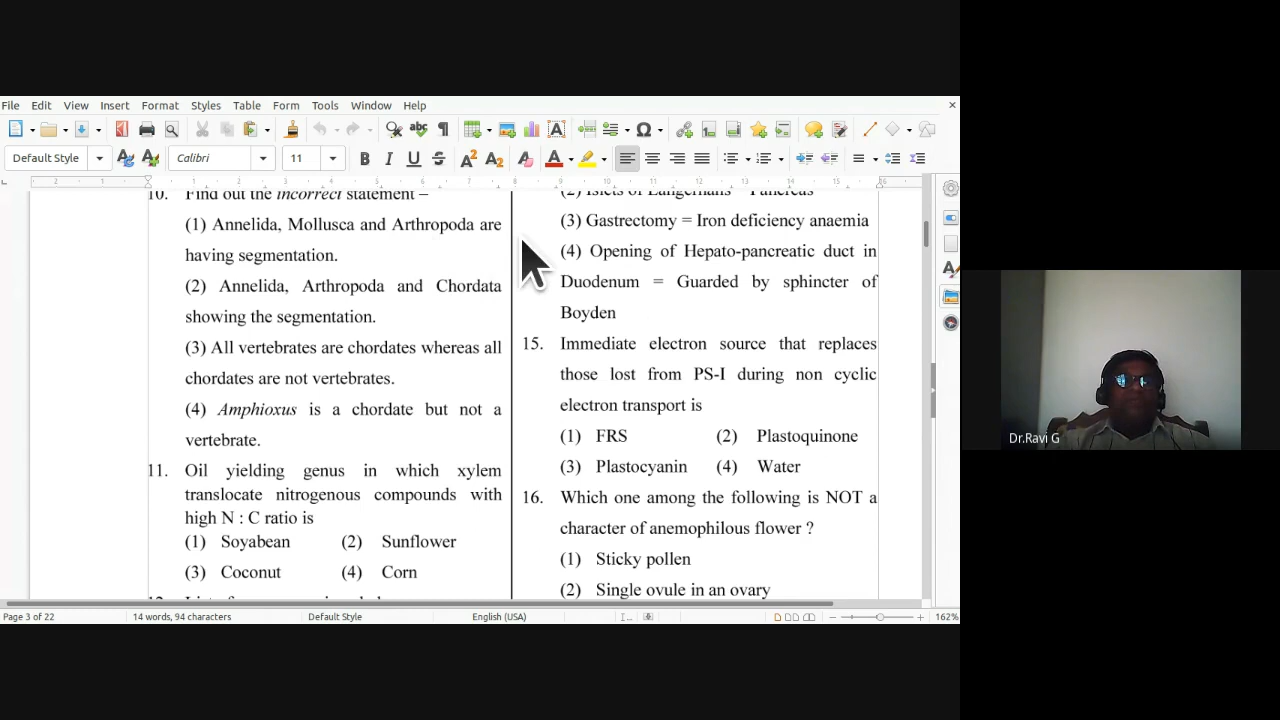 File Edit View Insert Format Styles Table Form Tools Window Help
Default Style Calibri 11
10. Find out the incorrect statement –
(1) Annelida, Mollusca and Arthropoda are
having segmentation.
(2) Annelida, Arthropoda and Chordata
showing the segmentation.
(3) All vertebrates are chordates whereas all
chordates are not vertebrates.
(4) Amphioxus is a chordate but not a
vertebrate.
11. Oil yielding genus in which xylem
translocate nitrogenous compounds with
high N : C ratio is
(1) Soyabean (2) Sunflower
(3) Coconut (4) Corn
(2) Islets of Langerhans = Pancreas
(3) Gastrectomy = Iron deficiency anaemia
(4) Opening of Hepato-pancreatic duct in
Duodenum = Guarded by sphincter of
Boyden
15. Immediate electron source that replaces
those lost from PS-I during non cyclic
electron transport is
(1) FRS (2) Plastoquinone
(3) Plastocyanin (4) Water
16. Which one among the following is NOT a
character of anemophilous flower ?
(1) Sticky pollen
(2) Single ovule in an ovary
Page 3 of 22 14 words, 94 characters Default Style English (USA) 162%
Dr.Ravi G